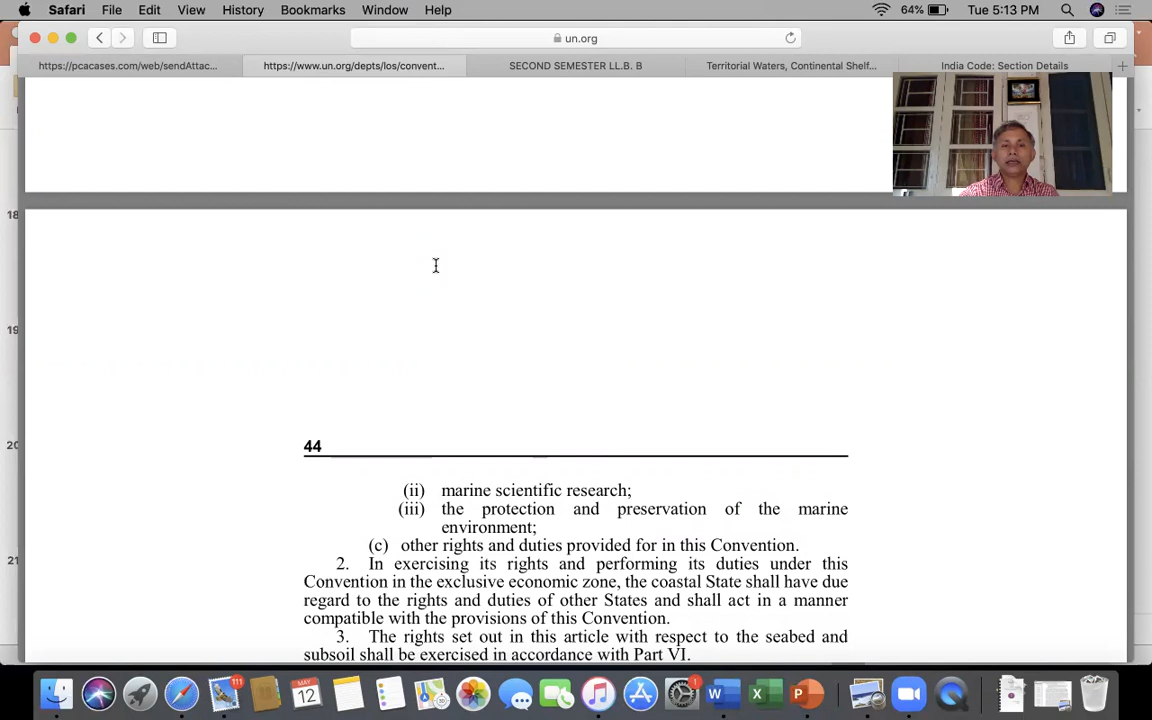 Safari File Edit View History Bookmarks Window Help 64% Tue 5:13 PM
un.org
https://pcacases.com/web/sendAttac... https://www.un.org/depts/los/convent... SECOND SEMESTER LL.B. B Territorial Waters, Continental Shelf... India Code: Section Details
18
19
20
21
44
(ii) marine scientific research;
(iii) the protection and preservation of the marine
environment;
(c) other rights and duties provided for in this Convention.
2. In exercising its rights and performing its duties under this
Convention in the exclusive economic zone, the coastal State shall have due
regard to the rights and duties of other States and shall act in a manner
compatible with the provisions of this Convention.
3. The rights set out in this article with respect to the seabed and
subsoil shall be exercised in accordance with Part VI.
111
MAY
12
1